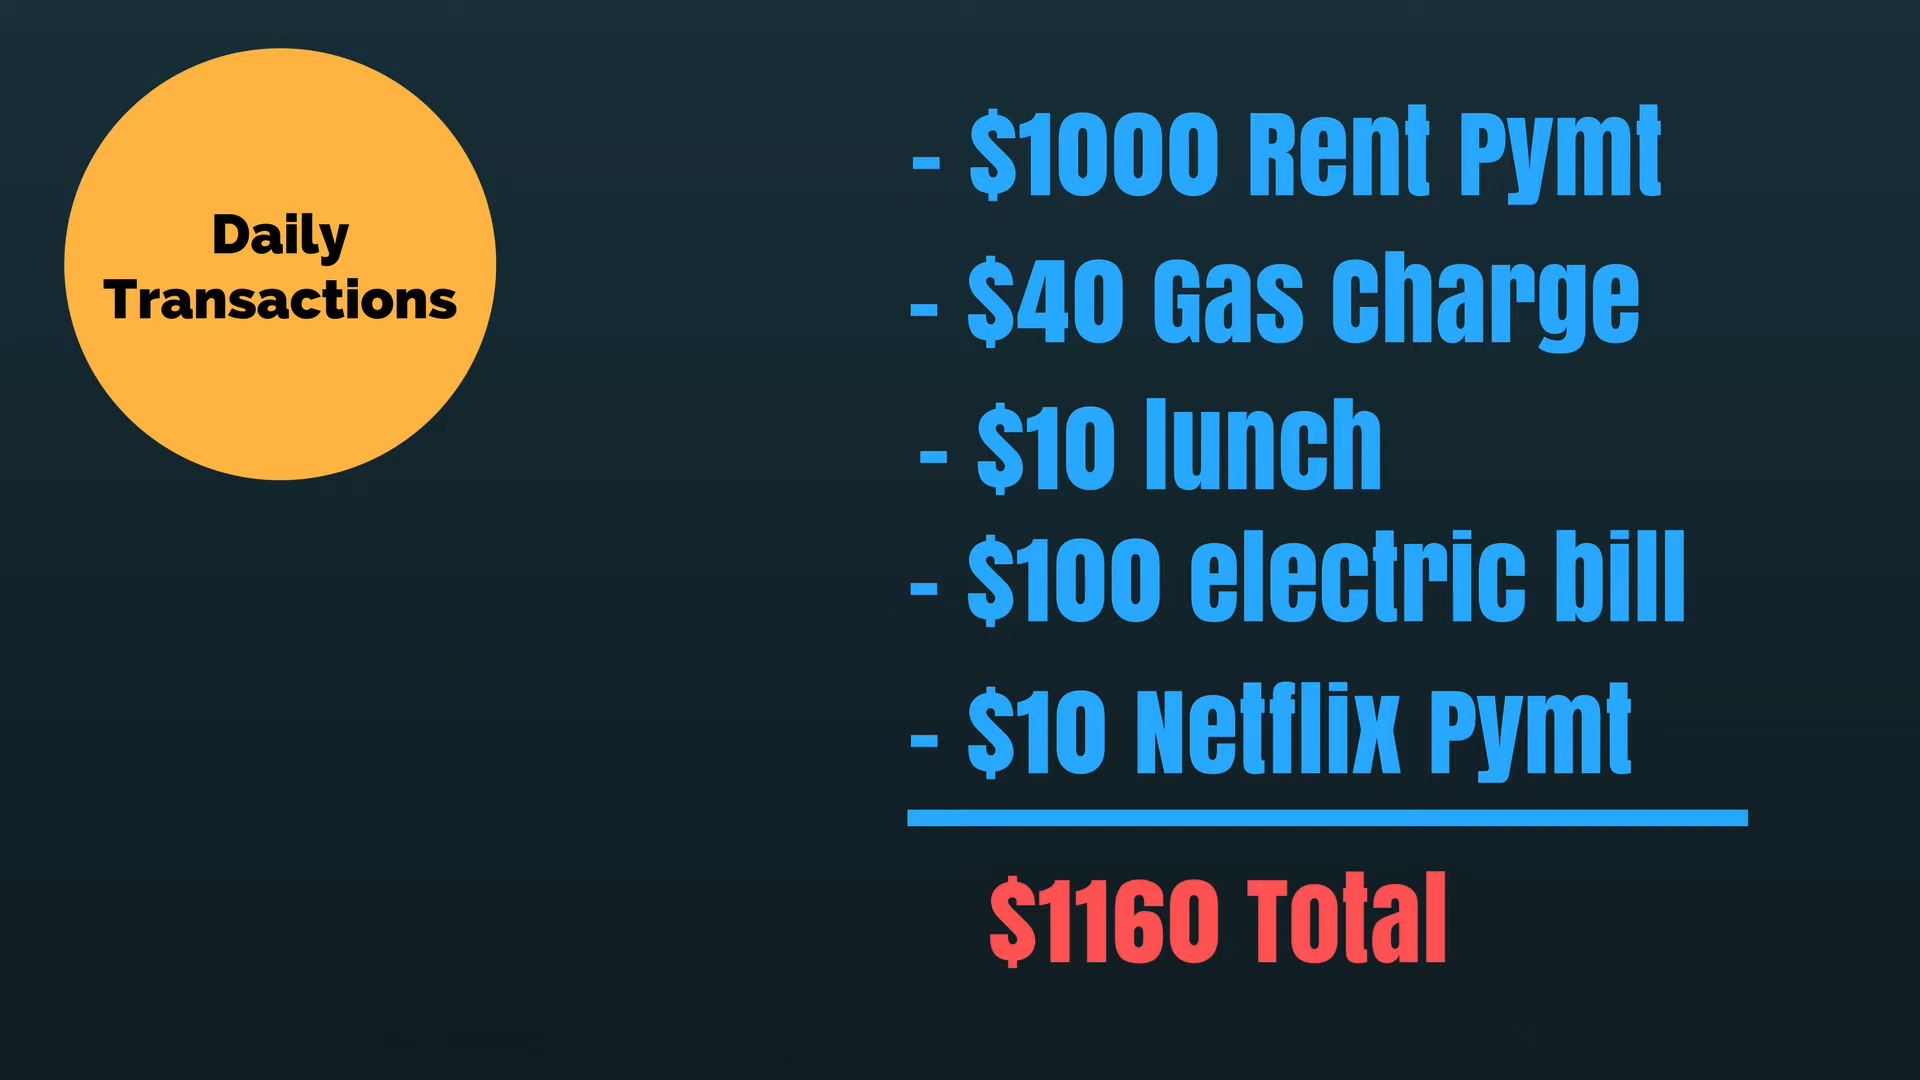 Daily
Transactions
- $1000 Rent Pymt
- $40 Gas Charge
- $10 lunch
- $100 electric bill
- $10 Netflix Pymt
$1160 Total